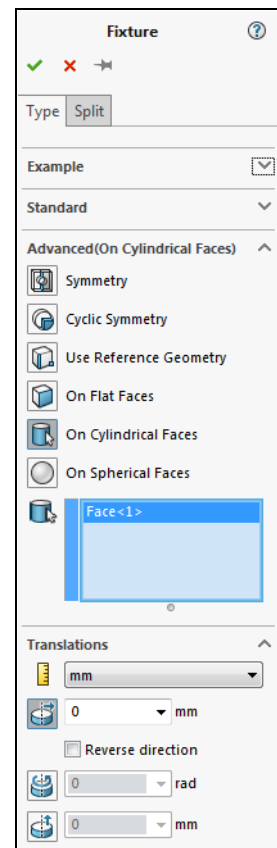 Fixture
Type Split
Example
Standard
Advanced(On Cylindrical Faces)
Symmetry
Cyclic Symmetry
Use Reference Geometry
On Flat Faces
On Cylindrical Faces
On Spherical Faces
Face<1>
Translations
mm
0 mm
Reverse direction
0 rad
0 mm